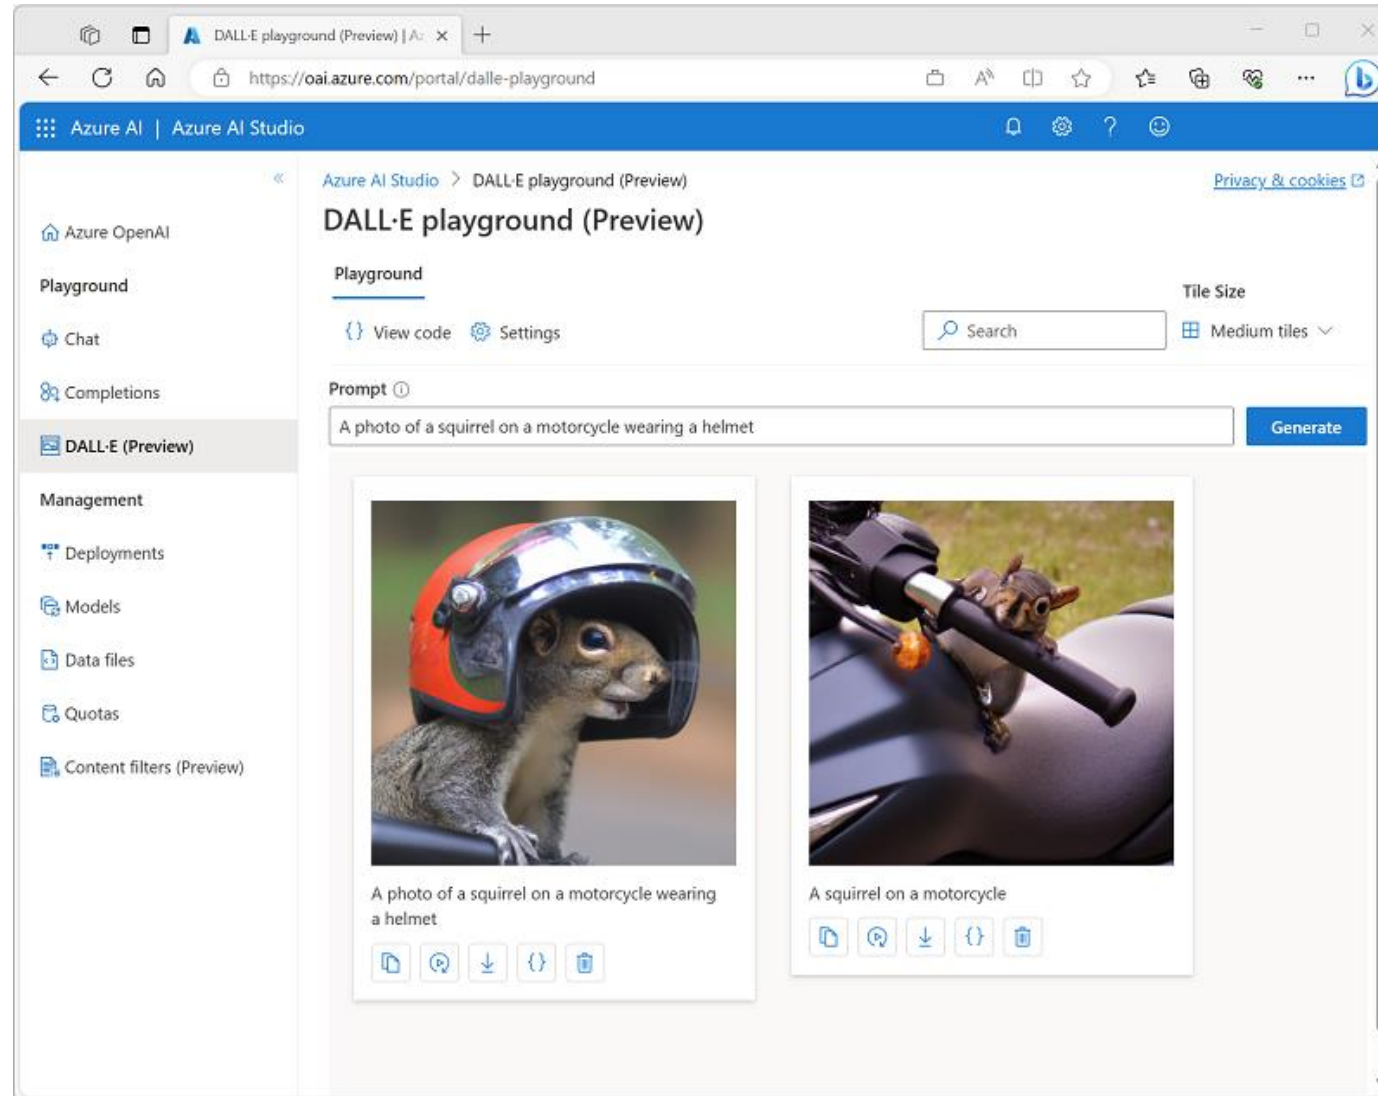 DALL·E playground (Preview) | Az
https://oai.azure.com/portal/dalle-playground
Azure AI | Azure AI Studio
Azure AI Studio > DALL·E playground (Preview)
Privacy & cookies
DALL·E playground (Preview)
Azure OpenAI
Playground
Chat
Completions
DALL·E (Preview)
Management
Deployments
Models
Data files
Quotas
Content filters (Preview)
Playground
Tile Size
{} View code
Settings
Search
Medium tiles
Prompt
A photo of a squirrel on a motorcycle wearing a helmet
Generate
A photo of a squirrel on a motorcycle wearing
a helmet
A squirrel on a motorcycle